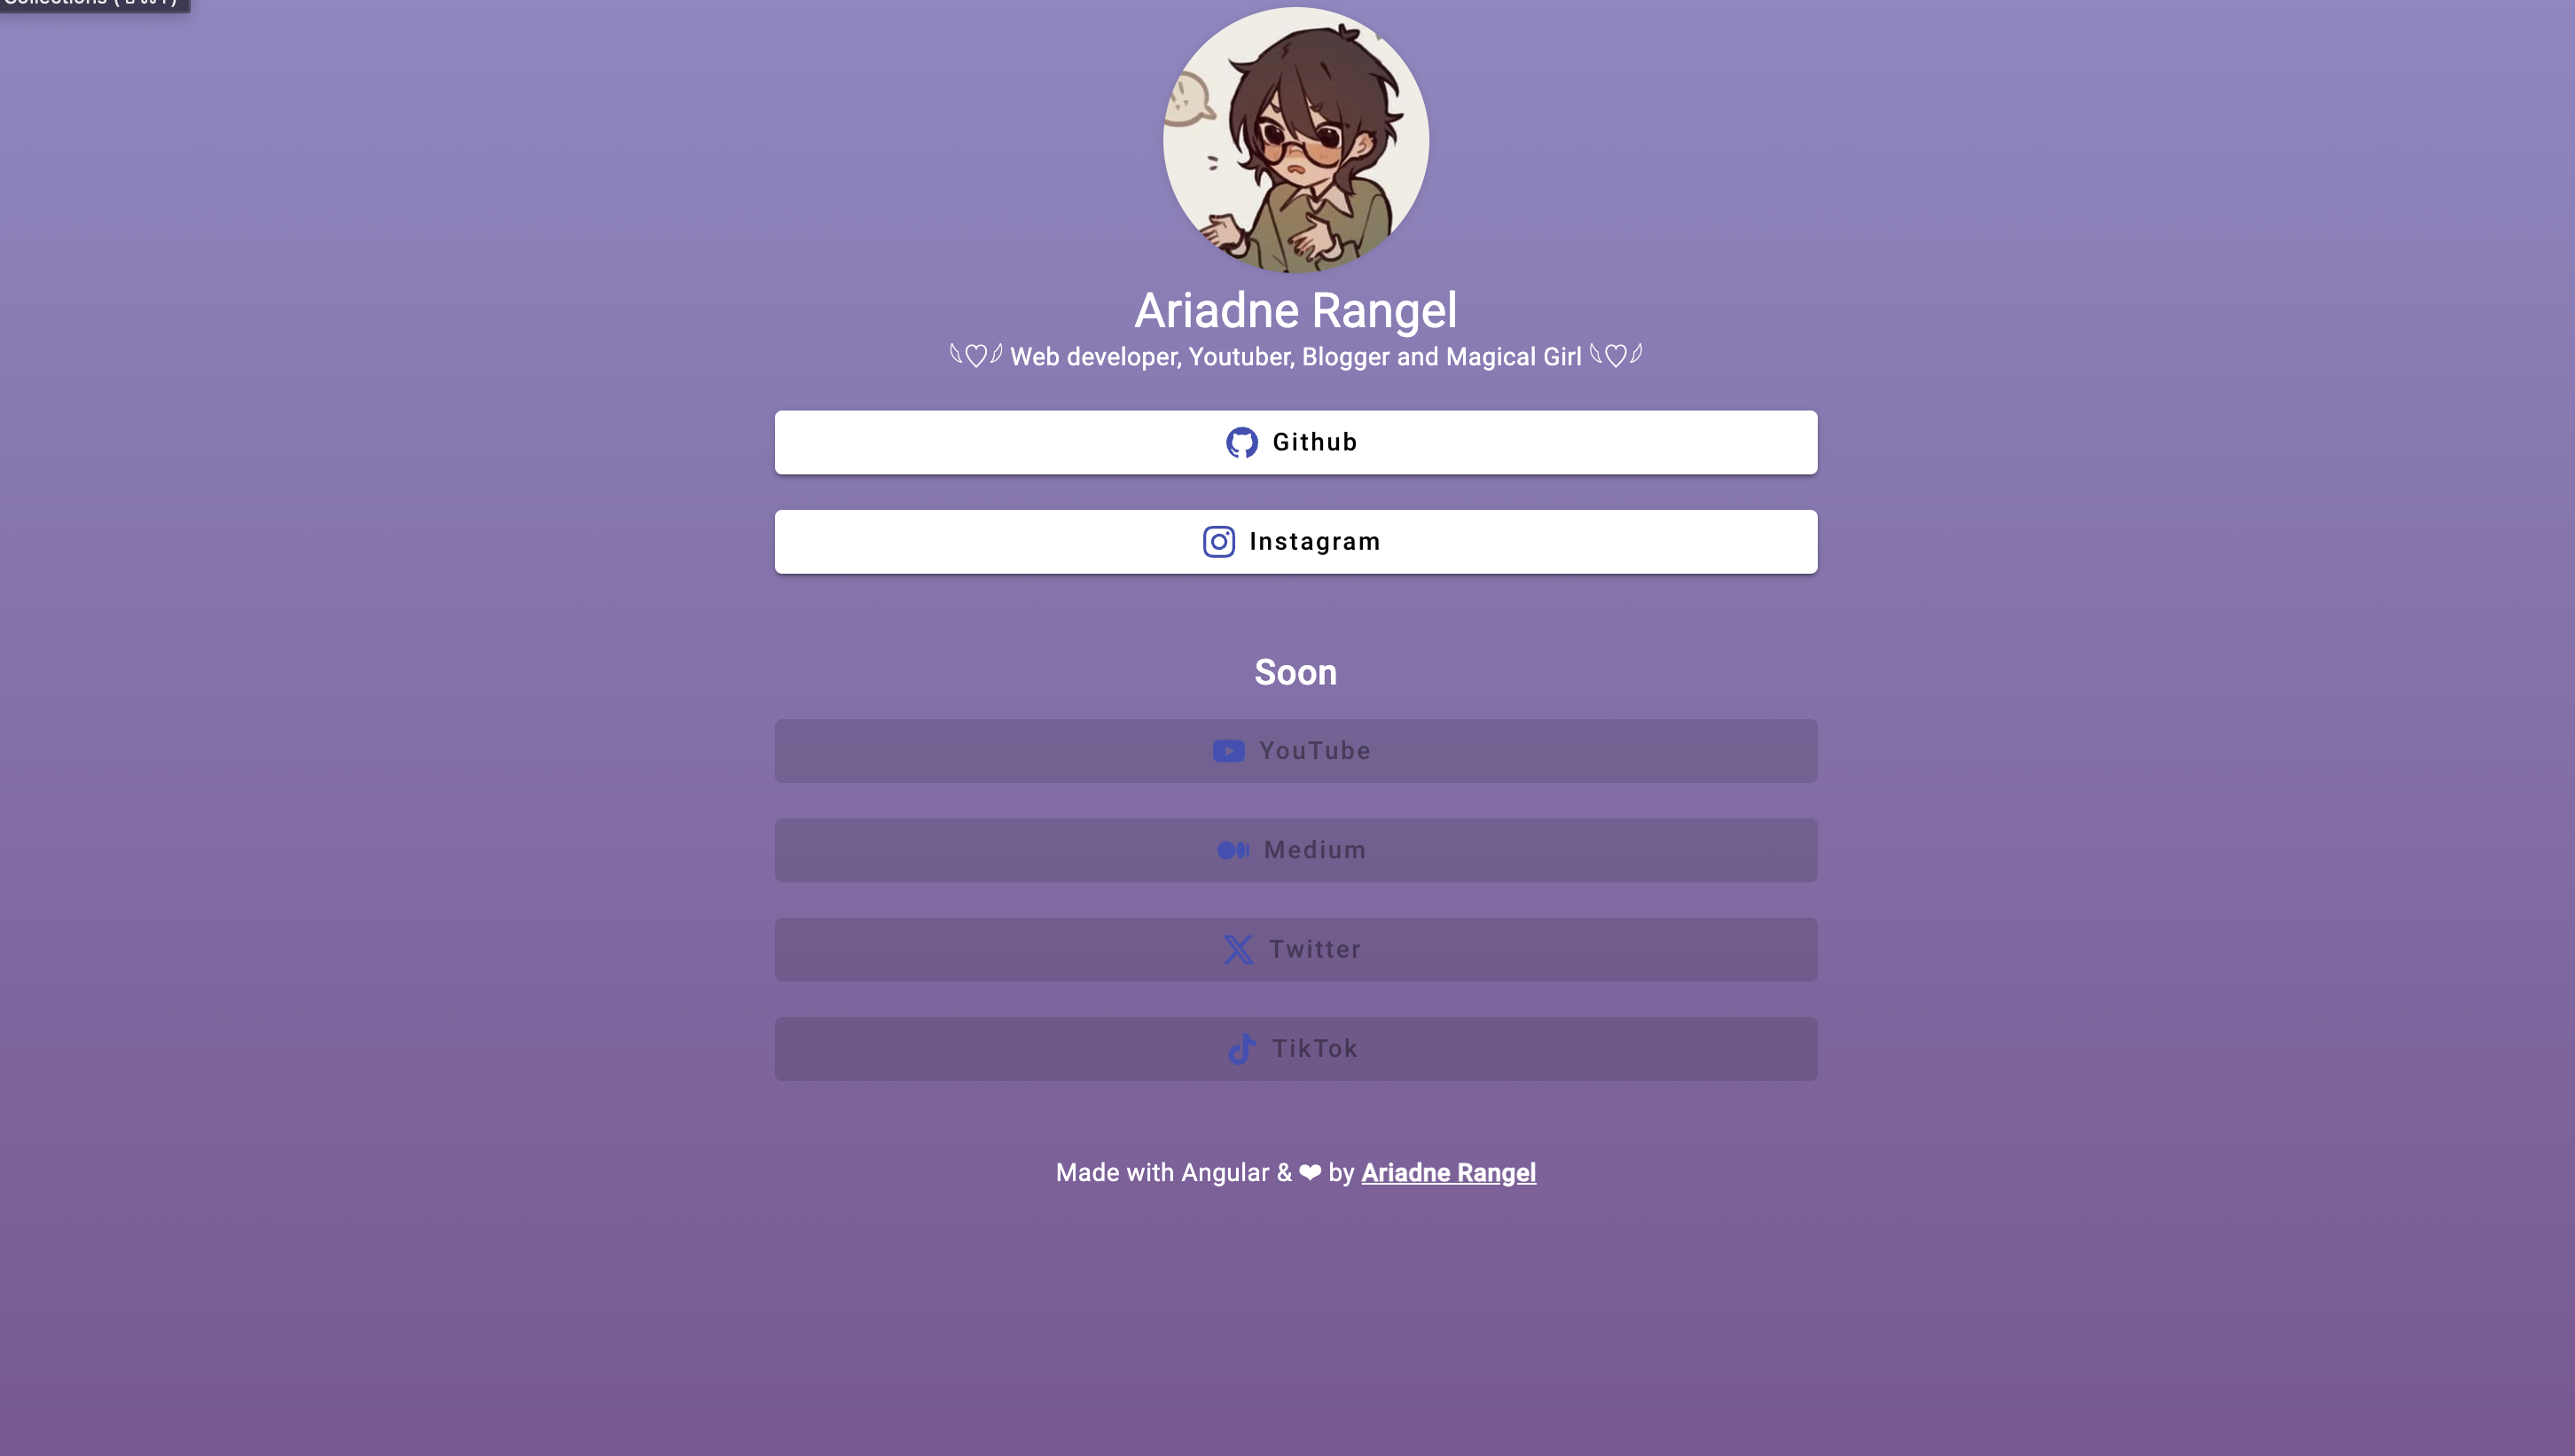 Ariadne Rangel
Web developer, Youtuber, Blogger and Magical Girl
Github
Instagram
Soon
YouTube
Medium
Twitter
TikTok
Made with Angular & ❤ by Ariadne Rangel